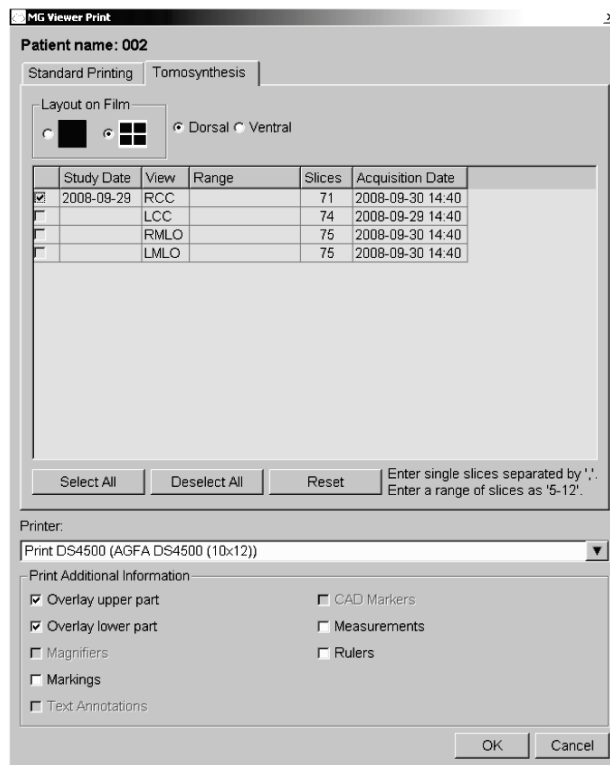 MG Viewer Print
Patient name: 002
Standard Printing Tomosynthesis
Layout on Film
Dorsal Ventral
Study Date View Range Slices Acquisition Date
2008-09-29 RCC 71 2008-09-30 14:40
LCC 74 2008-09-29 14:40
RMLO 75 2008-09-30 14:40
LMLO 75 2008-09-30 14:40
Select All Deselect All Reset Enter single slices separated by ','.
Enter a range of slices as '5-12'.
Printer:
Print DS4500 (AGFA DS4500 (10x12))
Print Additional Information
Overlay upper part CAD Markers
Overlay lower part Measurements
Magnifiers Rulers
Markings
Text Annotations
OK Cancel